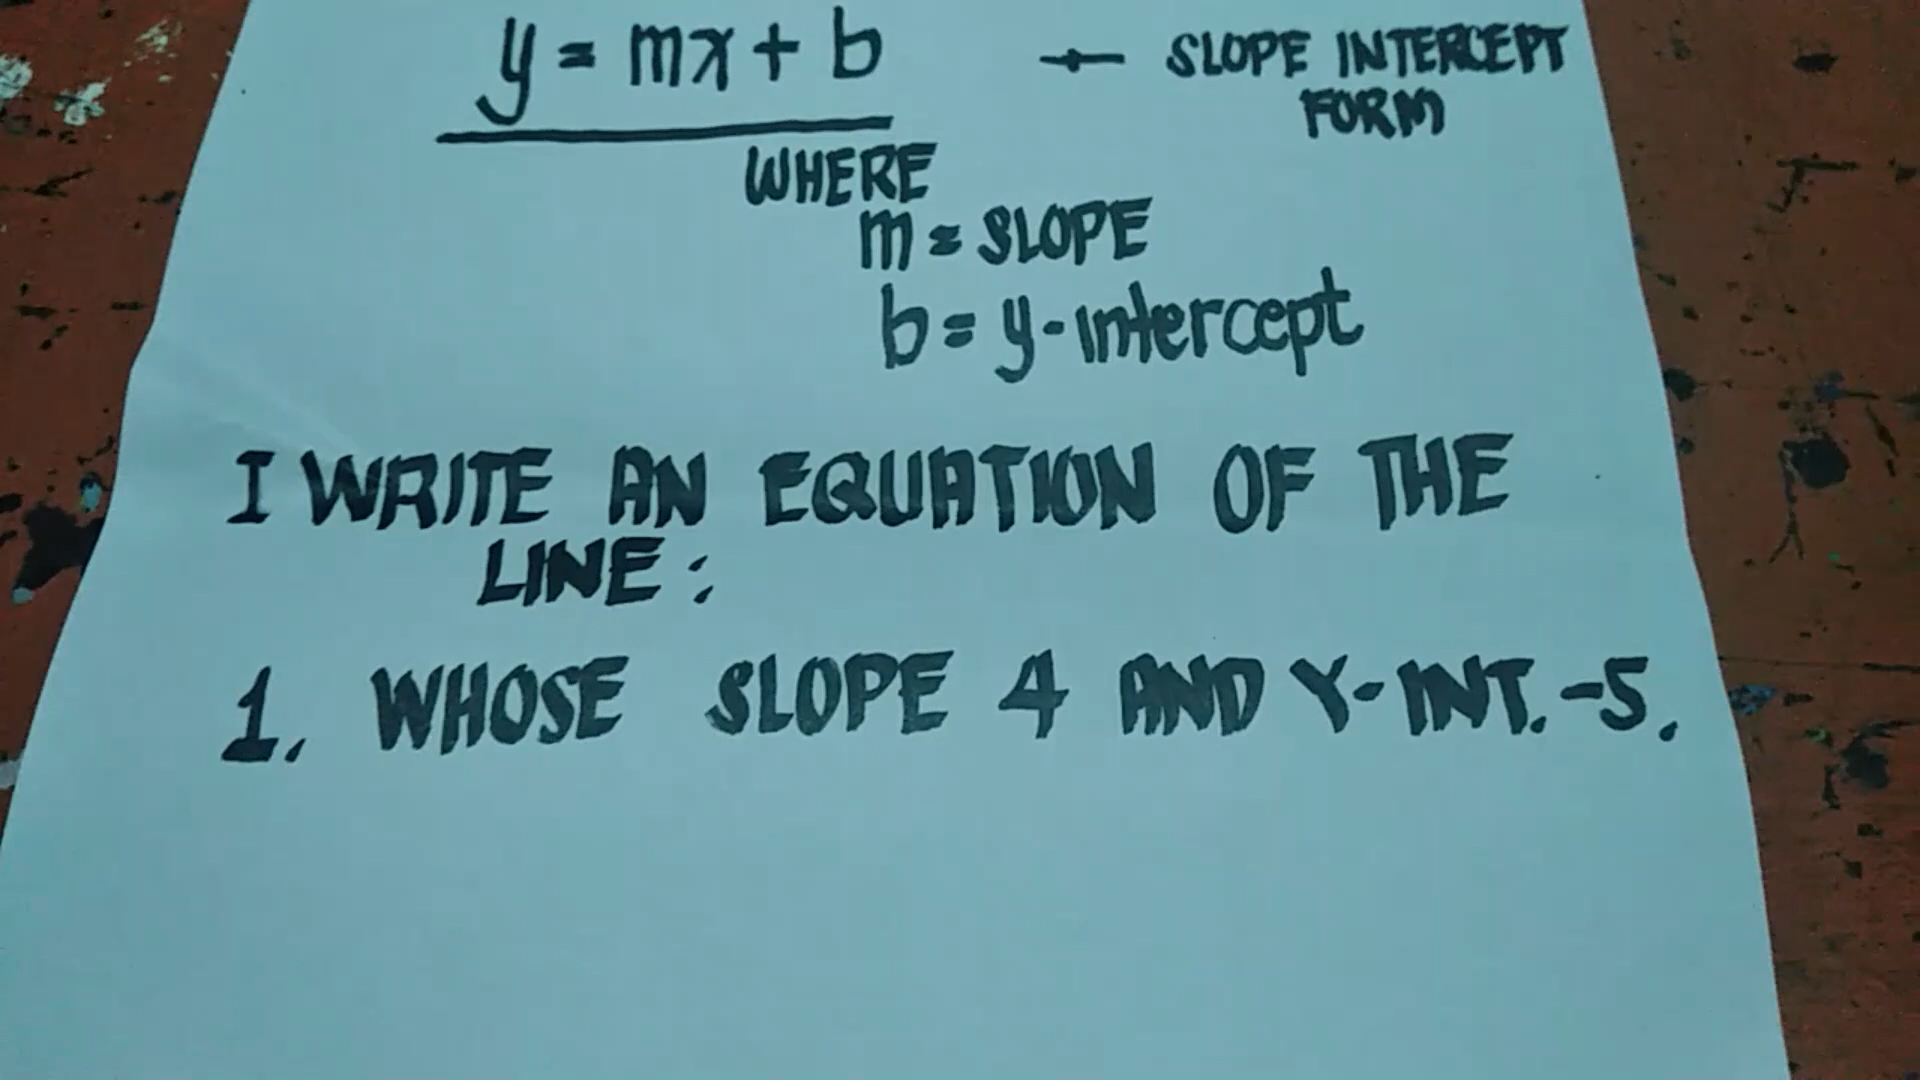 y = mx + b ← SLOPE INTERCEPT
FORM
WHERE
m = SLOPE
b = y-intercept
I WRITE AN EQUATION OF THE
LINE:
1. WHOSE SLOPE 4 AND Y-INT. -5.